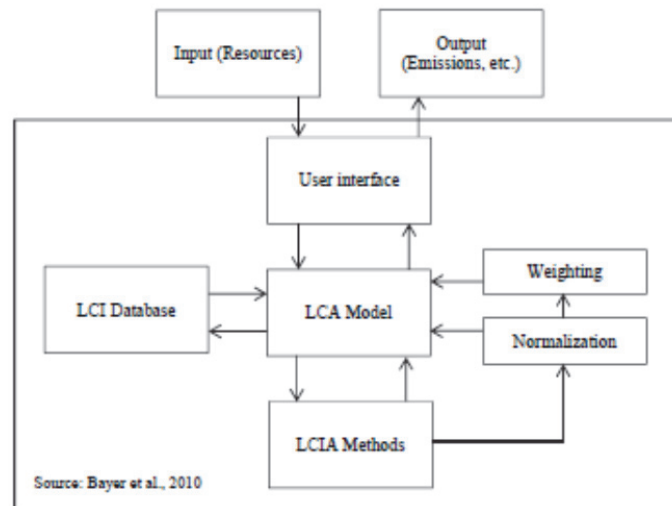 Input (Resources)
Output
(Emissions, etc.)
User interface
LCI Database
LCA Model
Weighting
Normalization
LCIA Methods
Source: Bayer et al., 2010